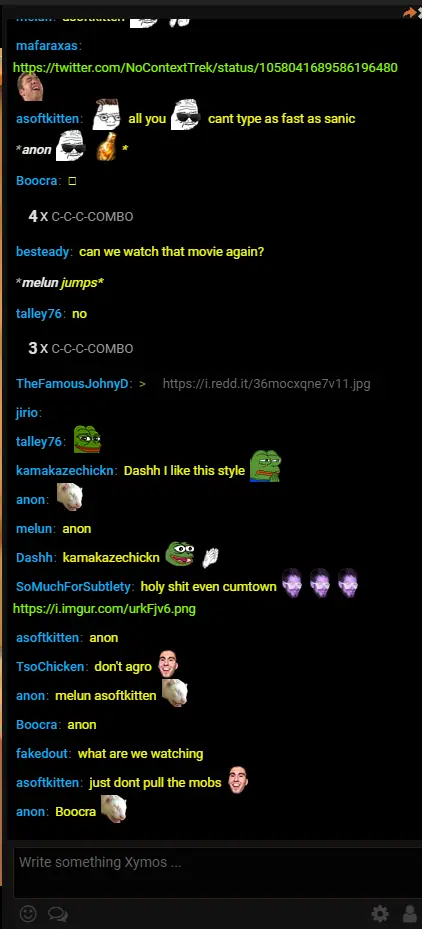 melun: asoftkitten
mafaraxas:
https://twitter.com/NoContextTrek/status/1058041689586196480
asoftkitten: all you cant type as fast as sanic
*anon *
Boocra:
4 X C-C-C-COMBO
besteady: can we watch that movie again?
*melun jumps*
talley76: no
3 X C-C-C-COMBO
TheFamousJohnyD: > https://i.redd.it/36mocxqne7v11.jpg
jirio:
talley76:
kamakazechickn: Dashh I like this style
anon:
melun: anon
Dashh: kamakazechickn
SoMuchForSubtlety: holy shit even cumtown
https://i.imgur.com/urkFjv6.png
asoftkitten: anon
TsoChicken: don't agro
anon: melun asoftkitten
Boocra: anon
fakedout: what are we watching
asoftkitten: just dont pull the mobs
anon: Boocra
Write something Xymos ...